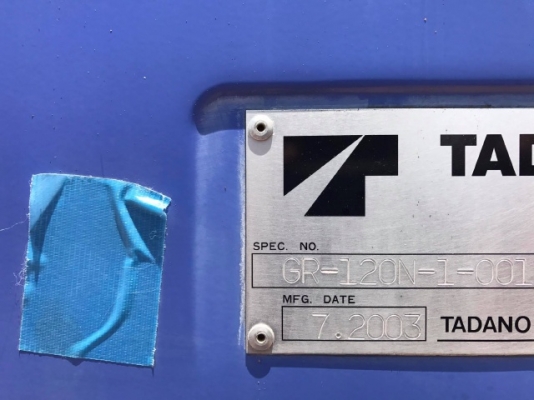 TAD
SPEC. NO.
GR-120N-1-001
MFG. DATE
7.2003 TADANO